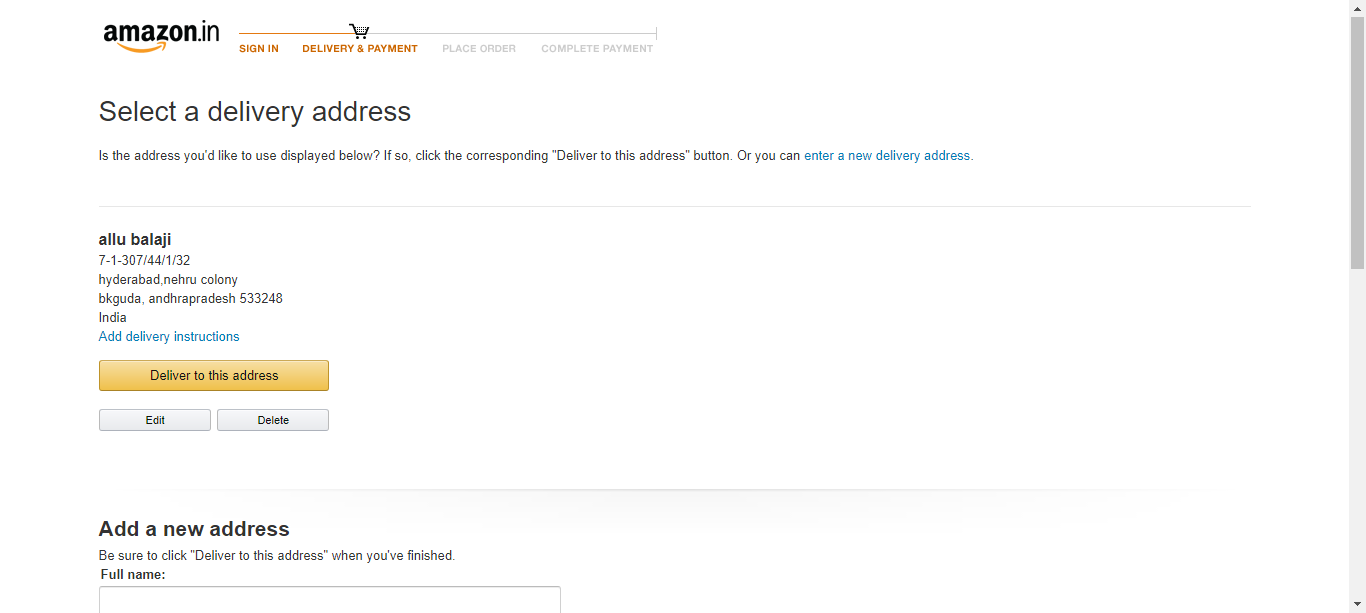 amazon.in
SIGN IN DELIVERY & PAYMENT PLACE ORDER COMPLETE PAYMENT
Select a delivery address
Is the address you'd like to use displayed below? If so, click the corresponding "Deliver to this address" button. Or you can enter a new delivery address.
allu balaji
7-1-307/44/1/32
hyderabad,nehru colony
bkguda, andhrapradesh 533248
India
Add delivery instructions
Deliver to this address
Edit Delete
Add a new address
Be sure to click "Deliver to this address" when you've finished.
Full name: